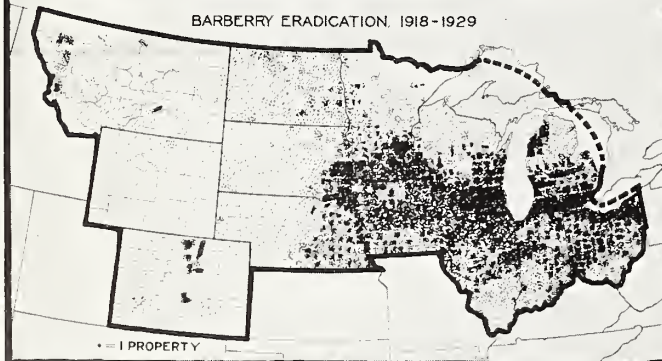 BARBERRY ERADICATION, 1918-1929
• = 1 PROPERTY